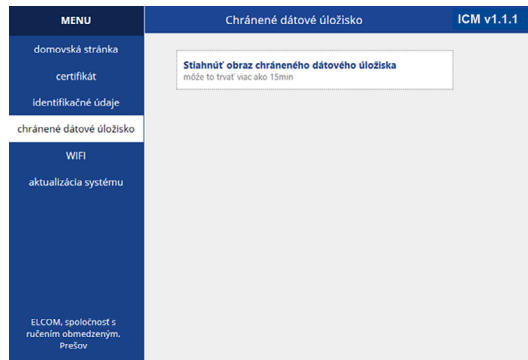 MENU
Chránené dátové úložisko
ICM v1.1.1
domovská stránka
certifikát
identifikačné údaje
chránené dátové úložisko
WIFI
aktualizácia systému
Stiahnúť obraz chráneného dátového úložiska
môže to trvať viac ako 15min
ELCOM, spoločnosť s
ručením obmedzeným,
Prešov